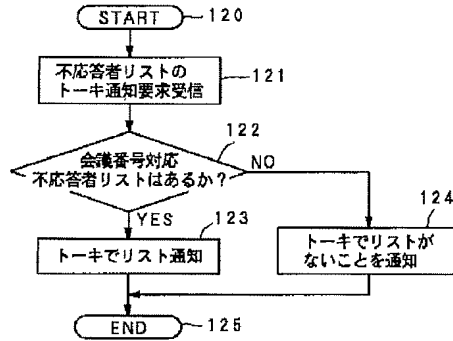 START
120
不応答者リストの
トーキ通知要求受信
121
122
会議番号対応
不応答者リストはあるか?
NO
YES
123
124
トーキでリスト通知
トーキでリストが
ないことを通知
END
125